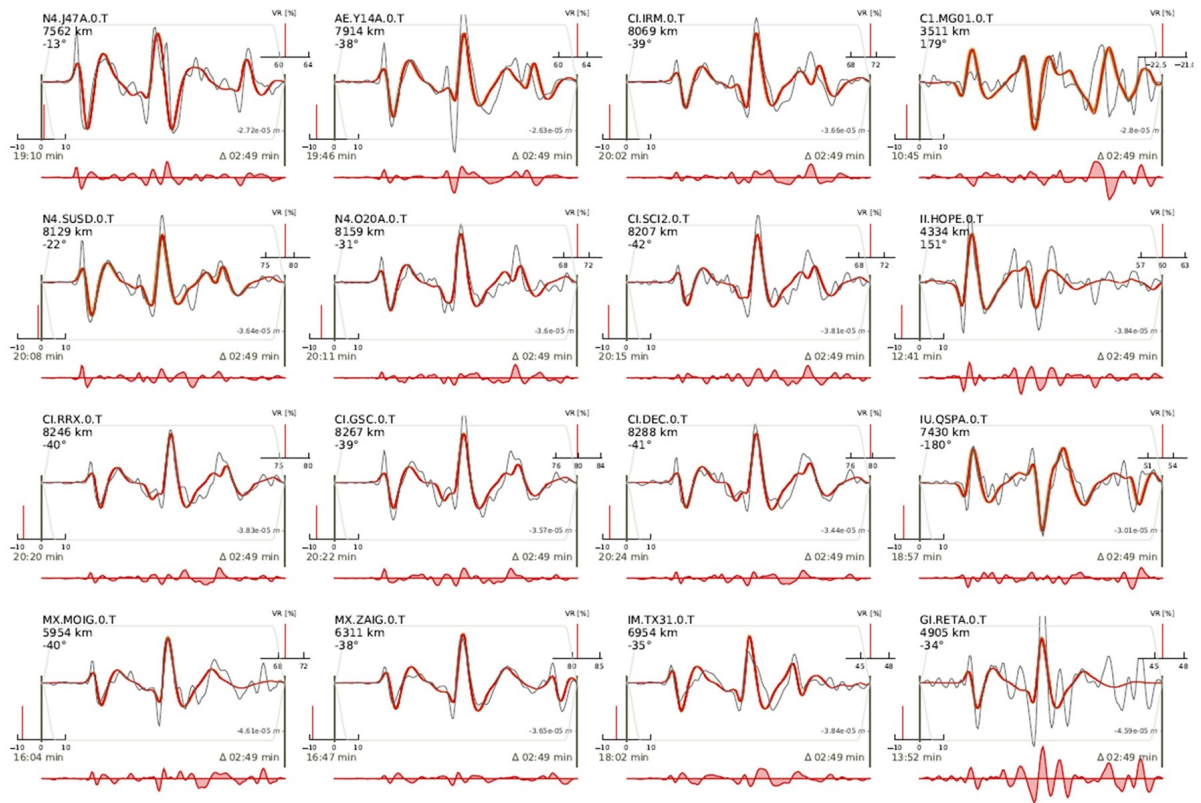 N4.J47A.0.T
7562 km
-13°
VR [%]
60 64
-2.72e-05 m
−10 0 10
19:10 min
Δ 02:49 min
AE.Y14A.0.T
7914 km
-38°
VR [%]
60 64
-2.63e-05 m
−10 0 10
19:46 min
Δ 02:49 min
CI.IRM.0.T
8069 km
-39°
VR [%]
68 72
-3.66e-05 m
−10 0 10
20:02 min
Δ 02:49 min
C1.MG01.0.T
3511 km
179°
VR [%]
−22.5
-2.8e-05 m
−10 0 10
10:45 min
Δ 02:49 min
N4.SUSD.0.T
8129 km
-22°
VR [%]
75 80
-3.64e-05 m
−10 0 10
20:08 min
Δ 02:49 min
N4.O20A.0.T
8159 km
-31°
VR [%]
68 72
-3.6e-05 m
−10 0 10
20:11 min
Δ 02:49 min
CI.SCI2.0.T
8207 km
-42°
VR [%]
68 72
-3.81e-05 m
−10 0 10
20:15 min
Δ 02:49 min
II.HOPE.0.T
4334 km
151°
VR [%]
57 60 63
-3.84e-05 m
−10 0 10
12:41 min
Δ 02:49 min
CI.RRX.0.T
8246 km
-40°
VR [%]
75 80
-3.83e-05 m
−10 0 10
20:20 min
Δ 02:49 min
CI.GSC.0.T
8267 km
-39°
VR [%]
76 80 84
-3.57e-05 m
−10 0 10
20:22 min
Δ 02:49 min
CI.DEC.0.T
8288 km
-41°
VR [%]
76 80
-3.44e-05 m
−10 0 10
20:24 min
Δ 02:49 min
IU.QSPA.0.T
7430 km
-180°
VR [%]
51 54
-3.01e-05 m
−10 0 10
18:57 min
Δ 02:49 min
MX.MOIG.0.T
5954 km
-40°
VR [%]
68 72
-4.61e-05 m
−10 0 10
16:04 min
Δ 02:49 min
MX.ZAIG.0.T
6311 km
-38°
VR [%]
80 85
-3.65e-05 m
−10 0 10
16:47 min
Δ 02:49 min
IM.TX31.0.T
6954 km
-35°
VR [%]
45 48
-3.84e-05 m
−10 0 10
18:02 min
Δ 02:49 min
GI.RETA.0.T
4905 km
-34°
VR [%]
45 48
-4.59e-05 m
−10 0 10
13:52 min
Δ 02:49 min